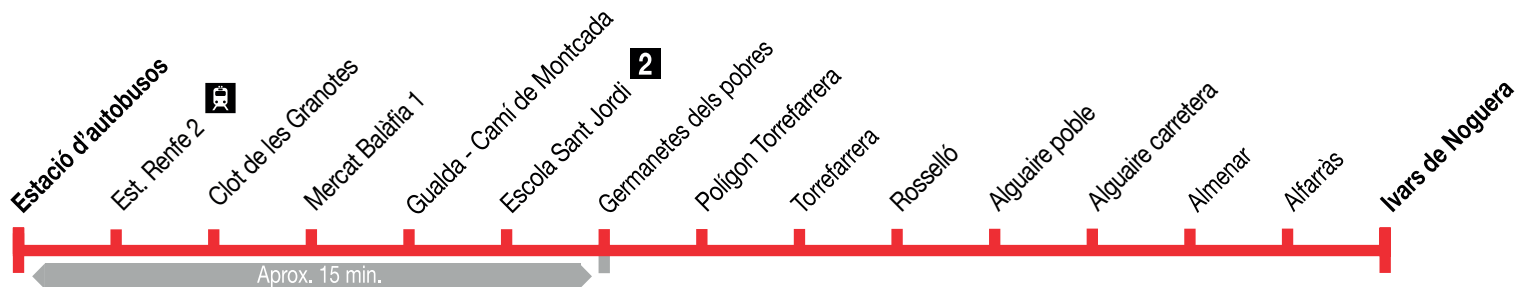 Estació d'autobusos
Est. Renfe 2
Clot de les Granotes
Mercat Balàfia 1
Gualda - Camí de Montcada
Escola Sant Jordi 2
Germanetes dels pobres
Polígon Torrefarrera
Torrefarrera
Rosselló
Alguaire poble
Alguaire carretera
Almenar
Alfarràs
Ivars de Noguera
Aprox. 15 min.